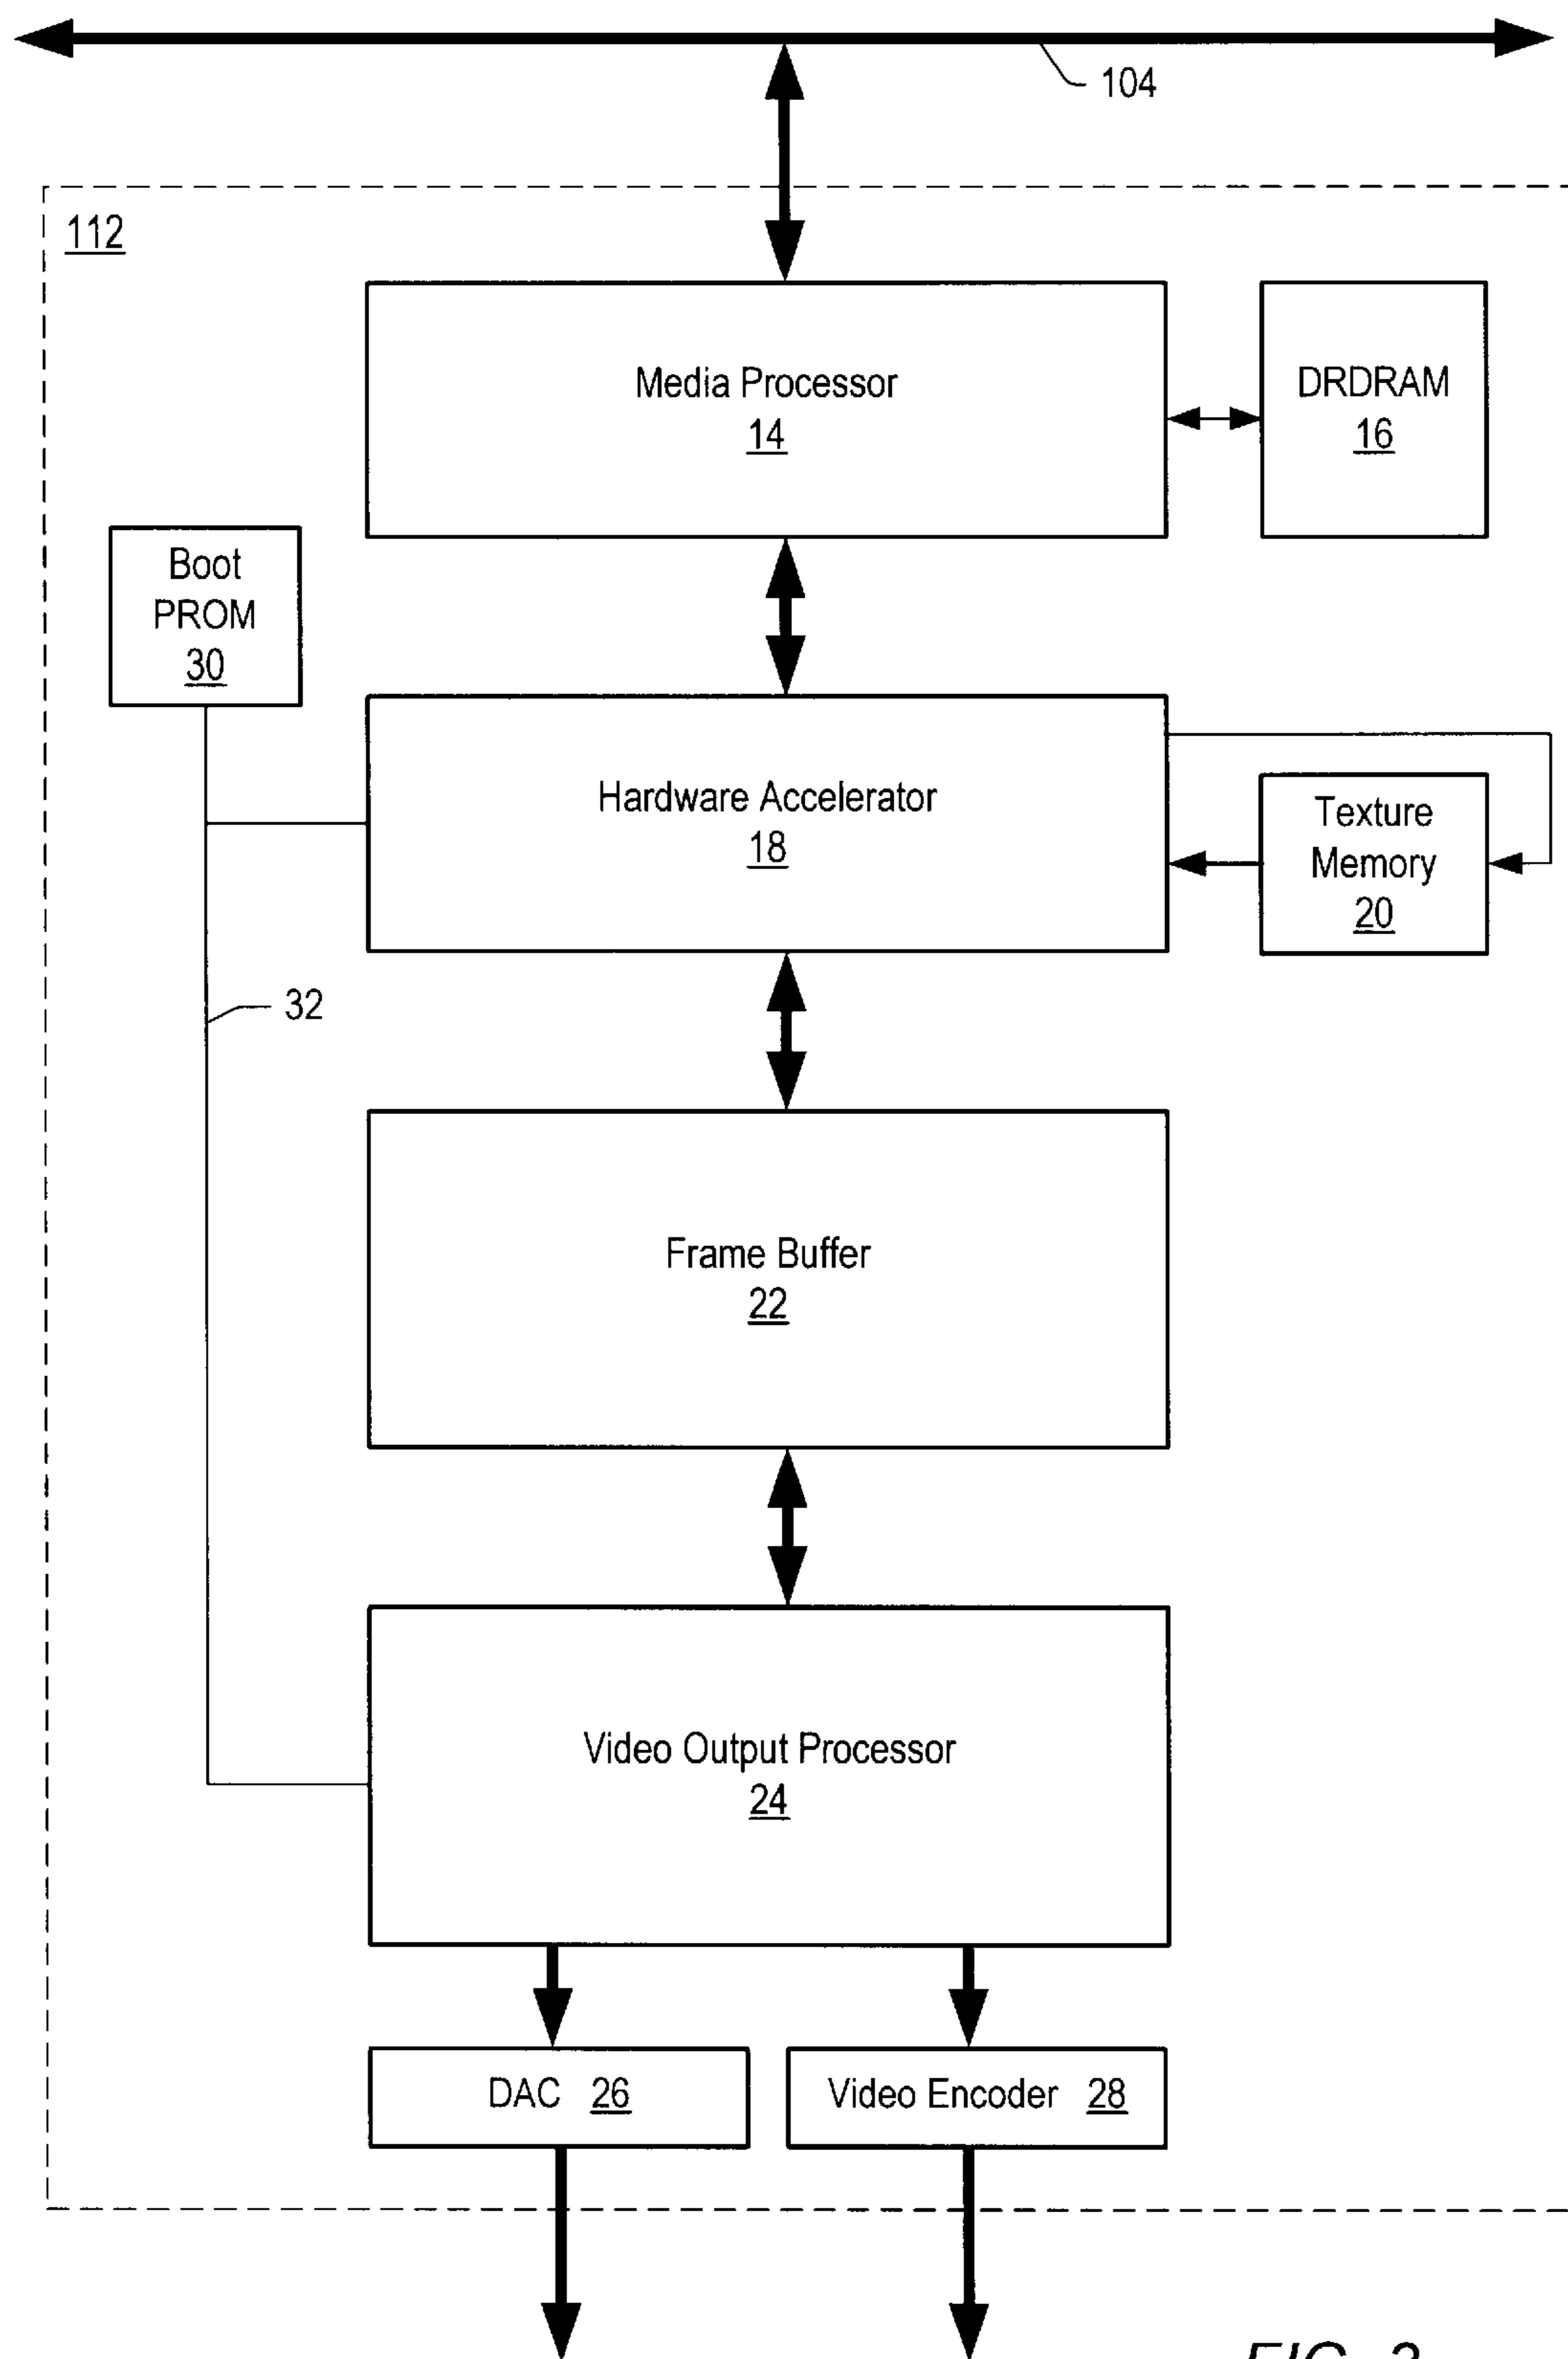 104
112
Media Processor
14
DRDRAM
16
Boot
PROM
30
Hardware Accelerator
18
Texture
Memory
20
32
Frame Buffer
22
Video Output Processor
24
DAC 26
Video Encoder 28